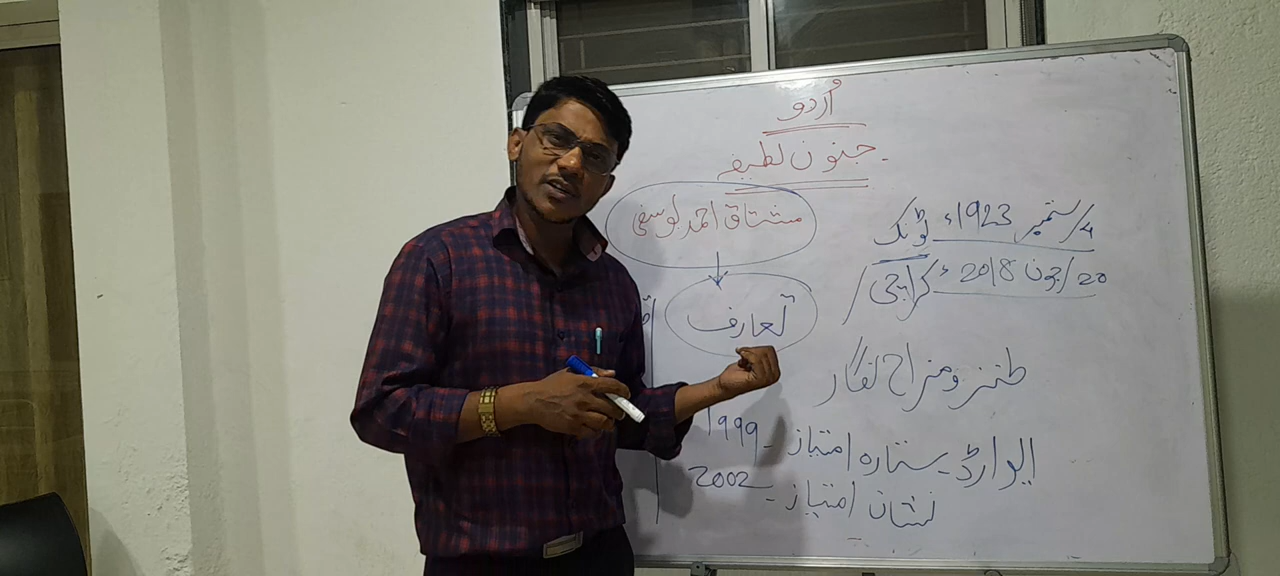 اُردو
جنون لطیفہ
مشتاق احمد یوسفی
تعارف
4/ستمبر 1923ء ٹونک
20/جون 2018ء کراچی
طنز و مزاح نگار
ایوارڈ۔ ستارہ امتیاز ۔ 1999
نشان امتیاز ۔ 2002